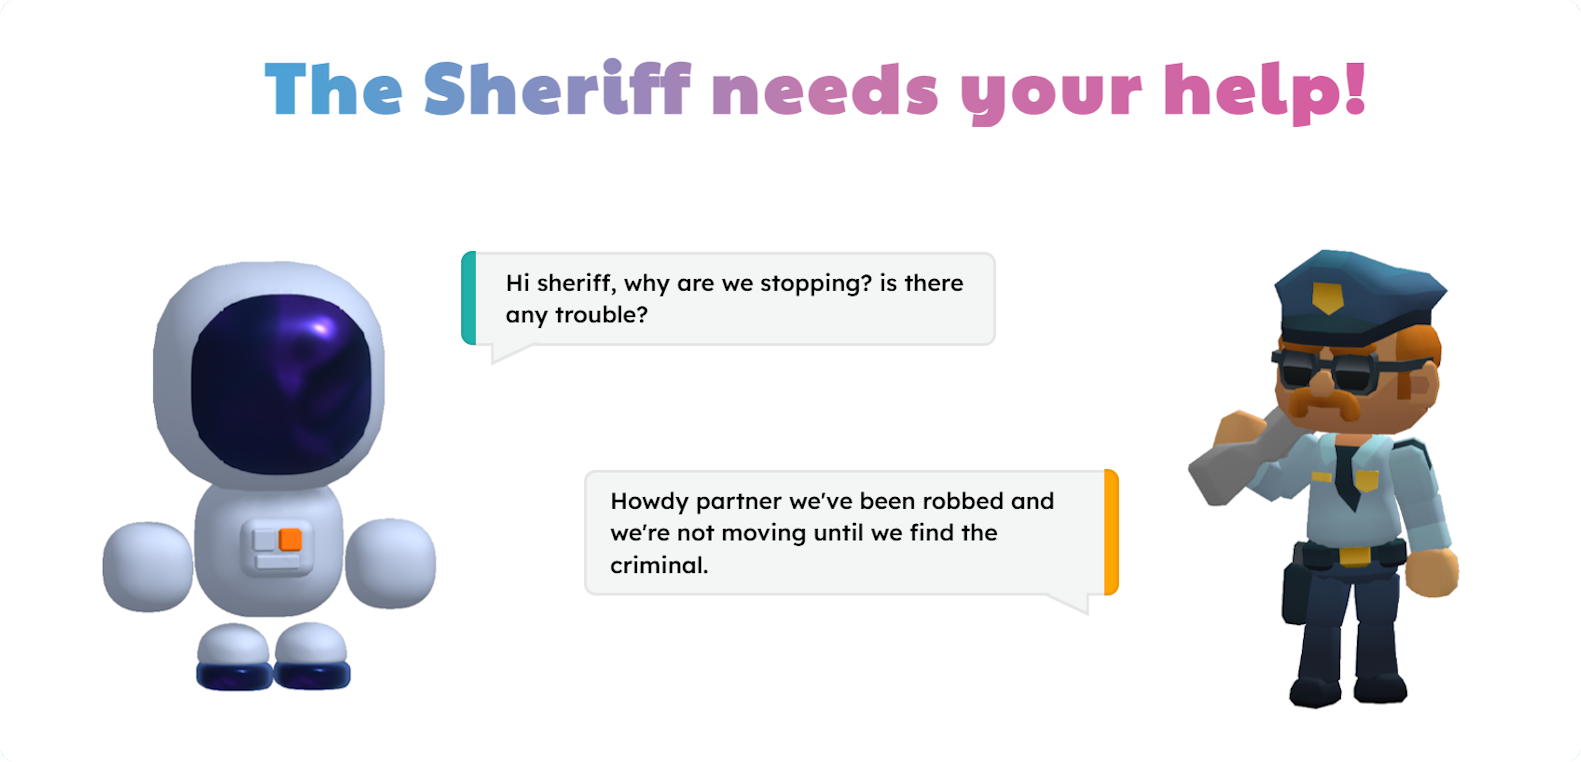 The Sheriff needs your help!
Hi sheriff, why are we stopping? is there
any trouble?
Howdy partner we've been robbed and
we're not moving until we find the
criminal.